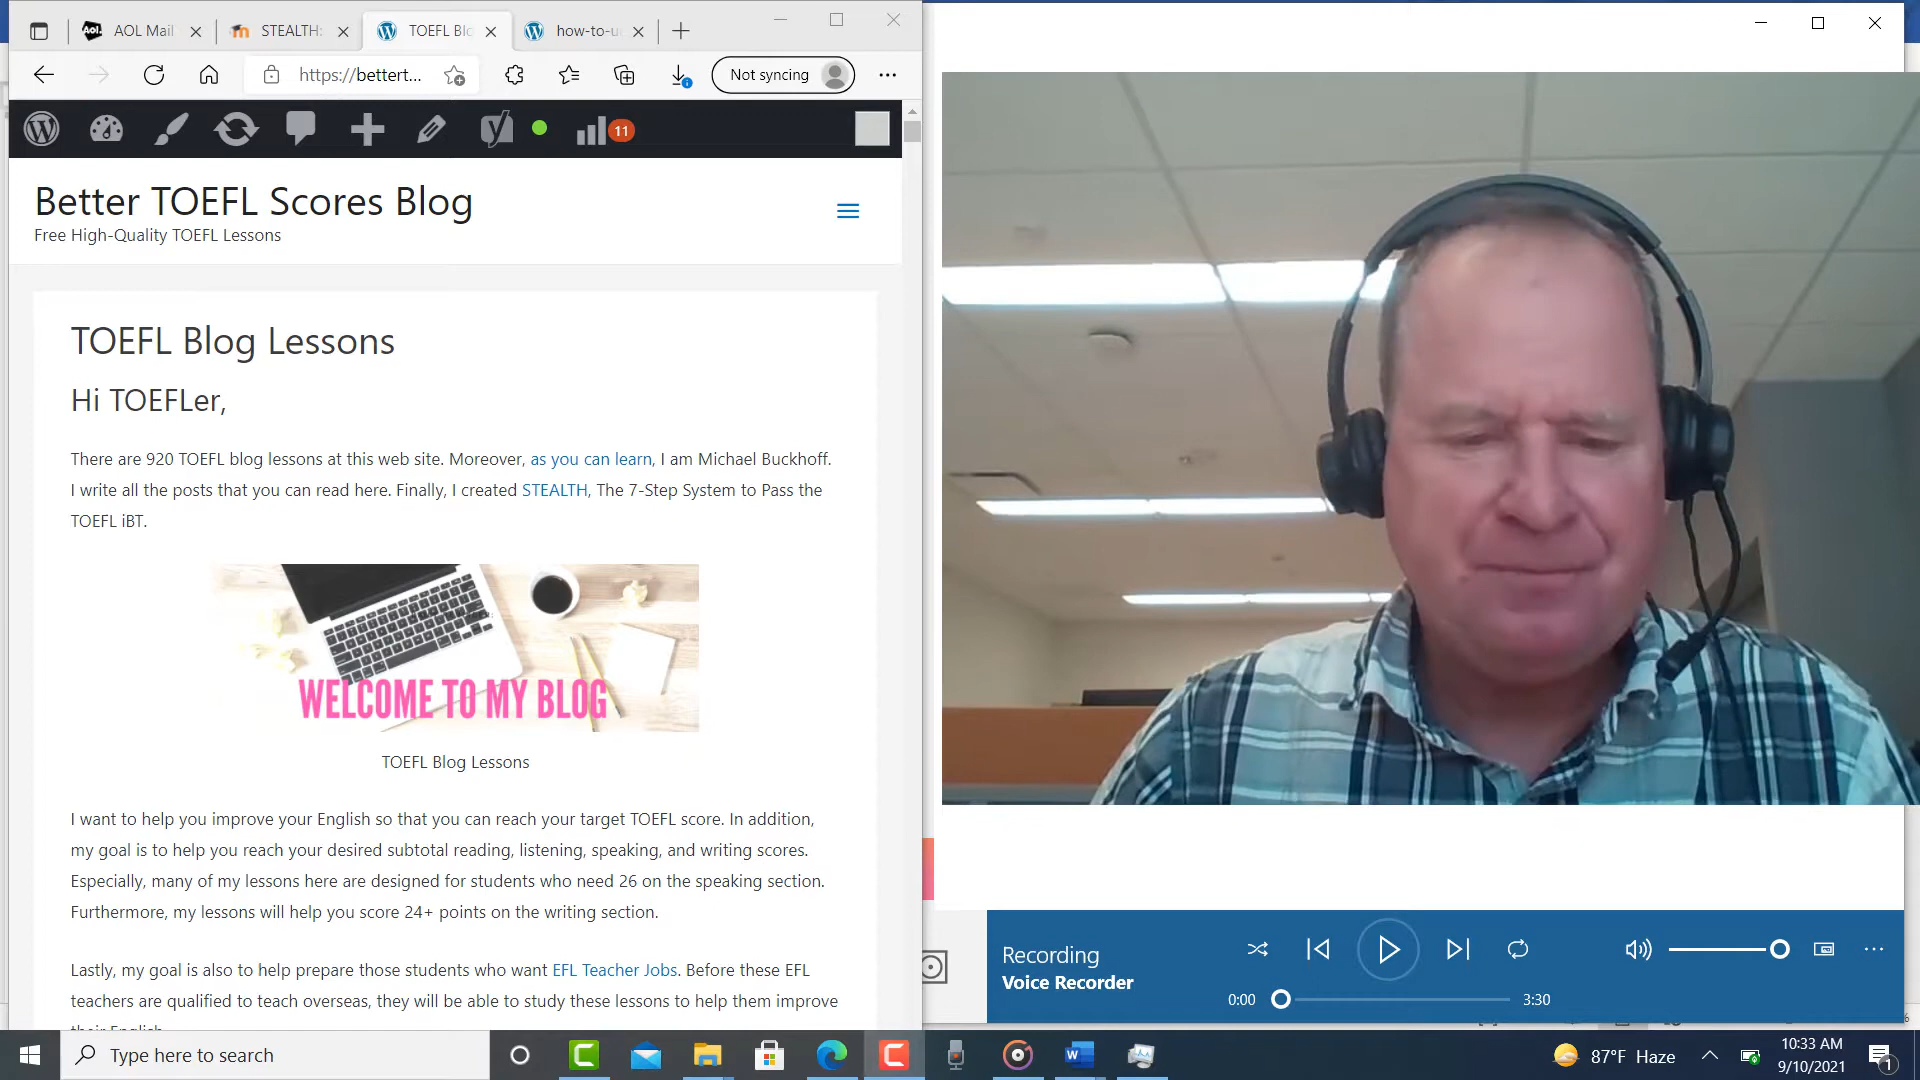 Aol. AOL Mail
STEALTH:
TOEFL Blo
how-to-u
https://bettert...
Not syncing
11
Better TOEFL Scores Blog
Free High-Quality TOEFL Lessons
TOEFL Blog Lessons
Hi TOEFLer,
There are 920 TOEFL blog lessons at this web site. Moreover, as you can learn, I am Michael Buckhoff.
I write all the posts that you can read here. Finally, I created STEALTH, The 7-Step System to Pass the
TOEFL iBT.
WELCOME TO MY BLOG
TOEFL Blog Lessons
I want to help you improve your English so that you can reach your target TOEFL score. In addition,
my goal is to help you reach your desired subtotal reading, listening, speaking, and writing scores.
Especially, many of my lessons here are designed for students who need 26 on the speaking section.
Furthermore, my lessons will help you score 24+ points on the writing section.
Lastly, my goal is also to help prepare those students who want EFL Teacher Jobs. Before these EFL
teachers are qualified to teach overseas, they will be able to study these lessons to help them improve
their English.
Recording
Voice Recorder
0:00
3:30
%
Type here to search
87°F Haze
10:33 AM
9/10/2021
1